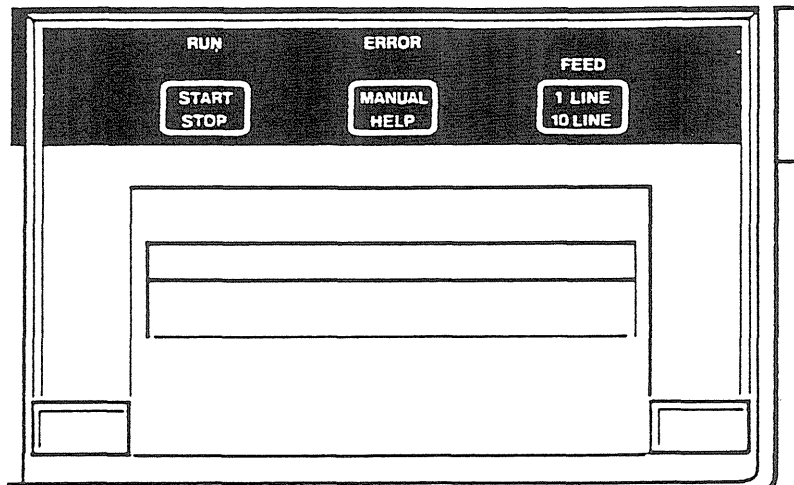 RUN
ERROR
FEED
START
STOP
MANUAL
HELP
1 LINE
10 LINE